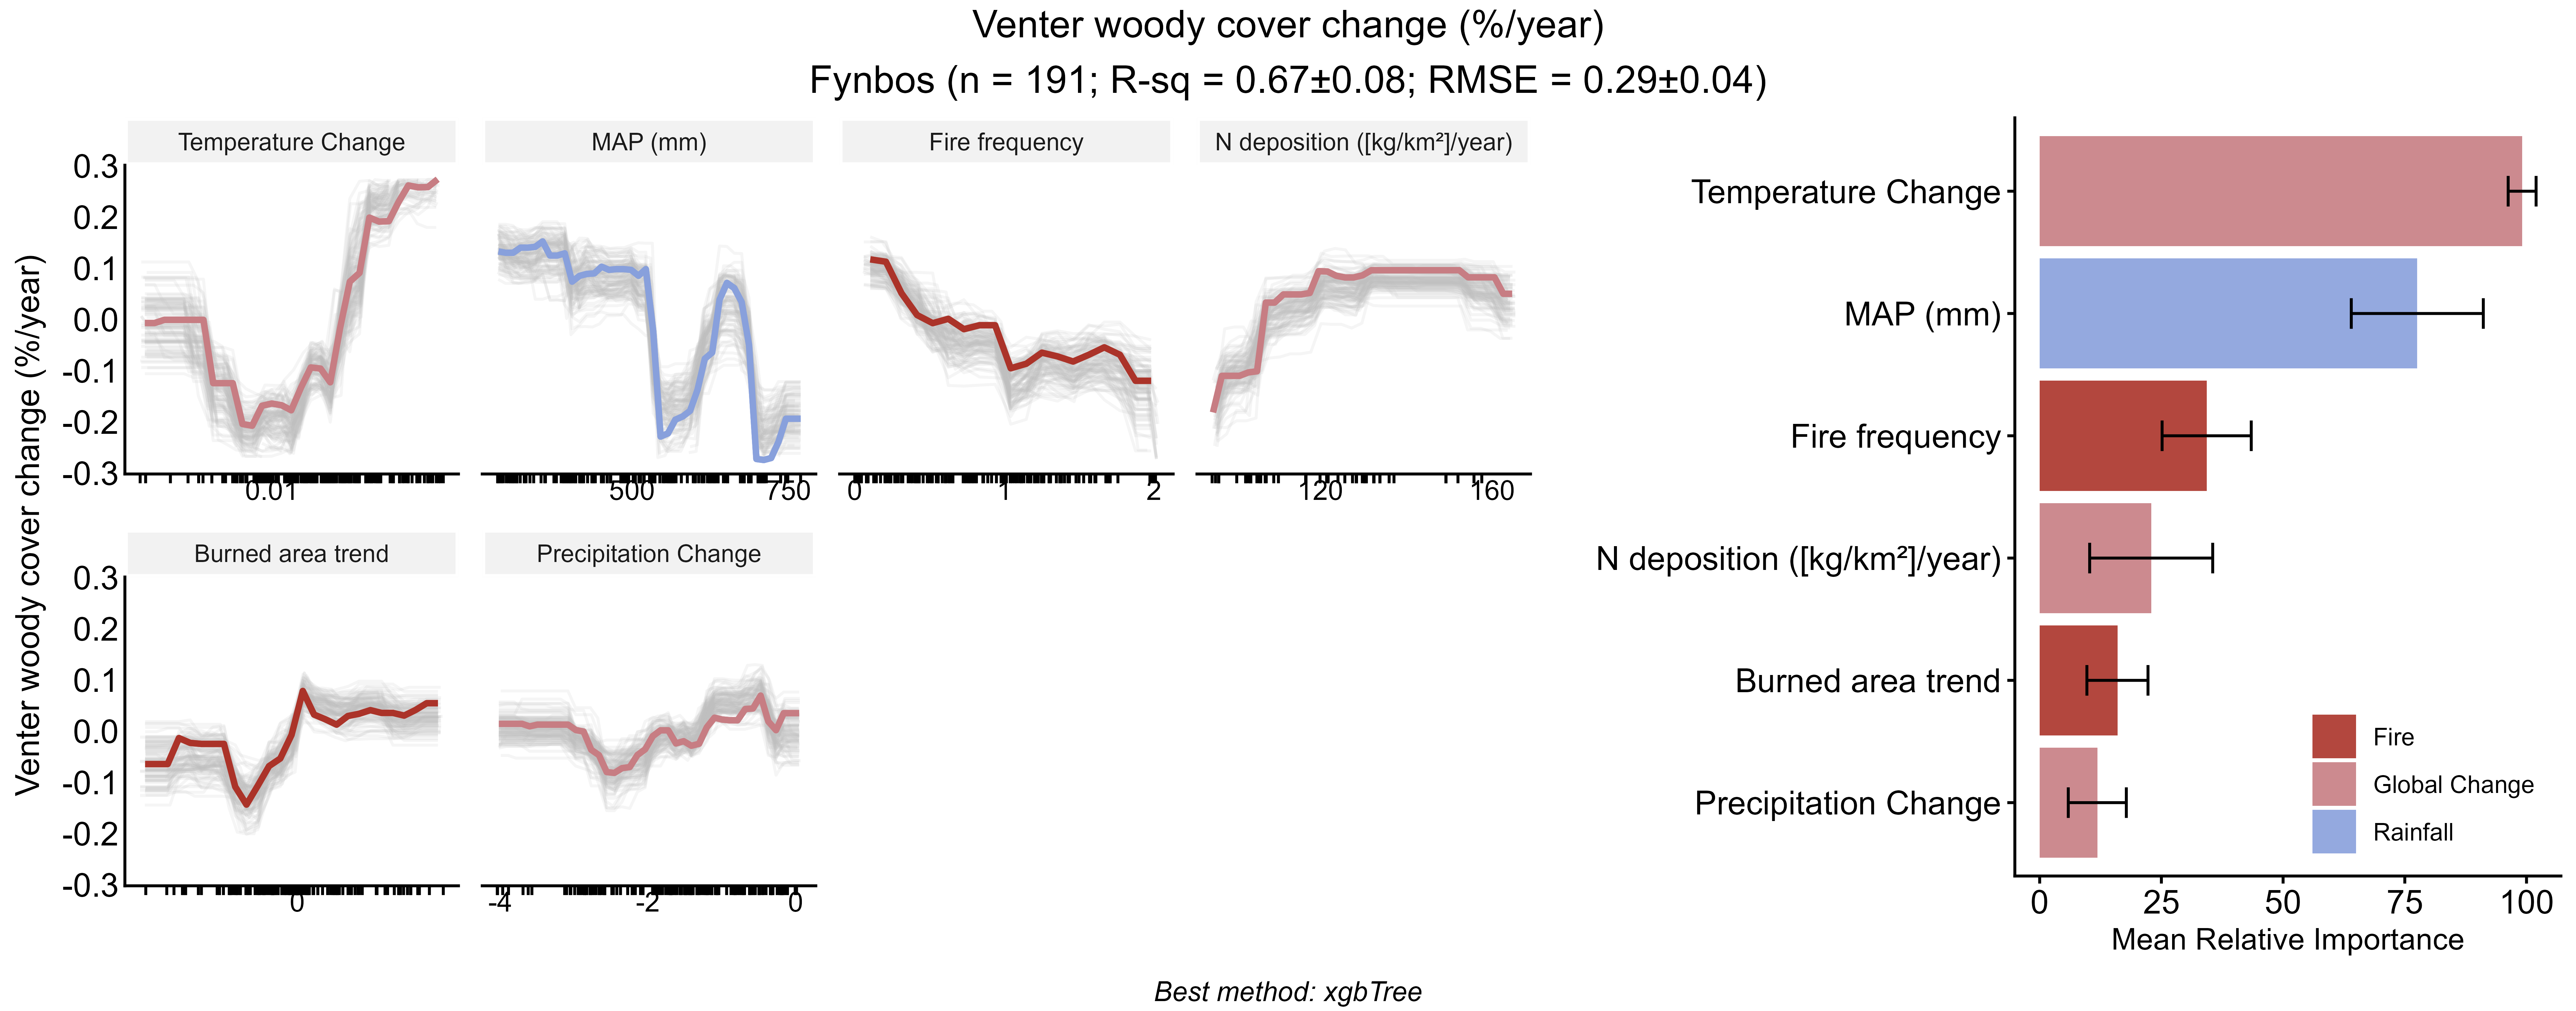 Venter woody cover change (%/year)
Fynbos (n = 191; R-sq = 0.67±0.08; RMSE = 0.29±0.04)
Venter woody cover change (%/year)
Temperature Change
MAP (mm)
Fire frequency
N deposition ([kg/km²]/year)
0.3
0.2
0.1
0.0
-0.1
-0.2
-0.3
0.01
500 750
0 1 2
120 160
Burned area trend
Precipitation Change
0.3
0.2
0.1
0.0
-0.1
-0.2
-0.3
0
-4 -2 0
Temperature Change
MAP (mm)
Fire frequency
N deposition ([kg/km²]/year)
Burned area trend
Precipitation Change
Fire
Global Change
Rainfall
0 25 50 75 100
Mean Relative Importance
Best method: xgbTree